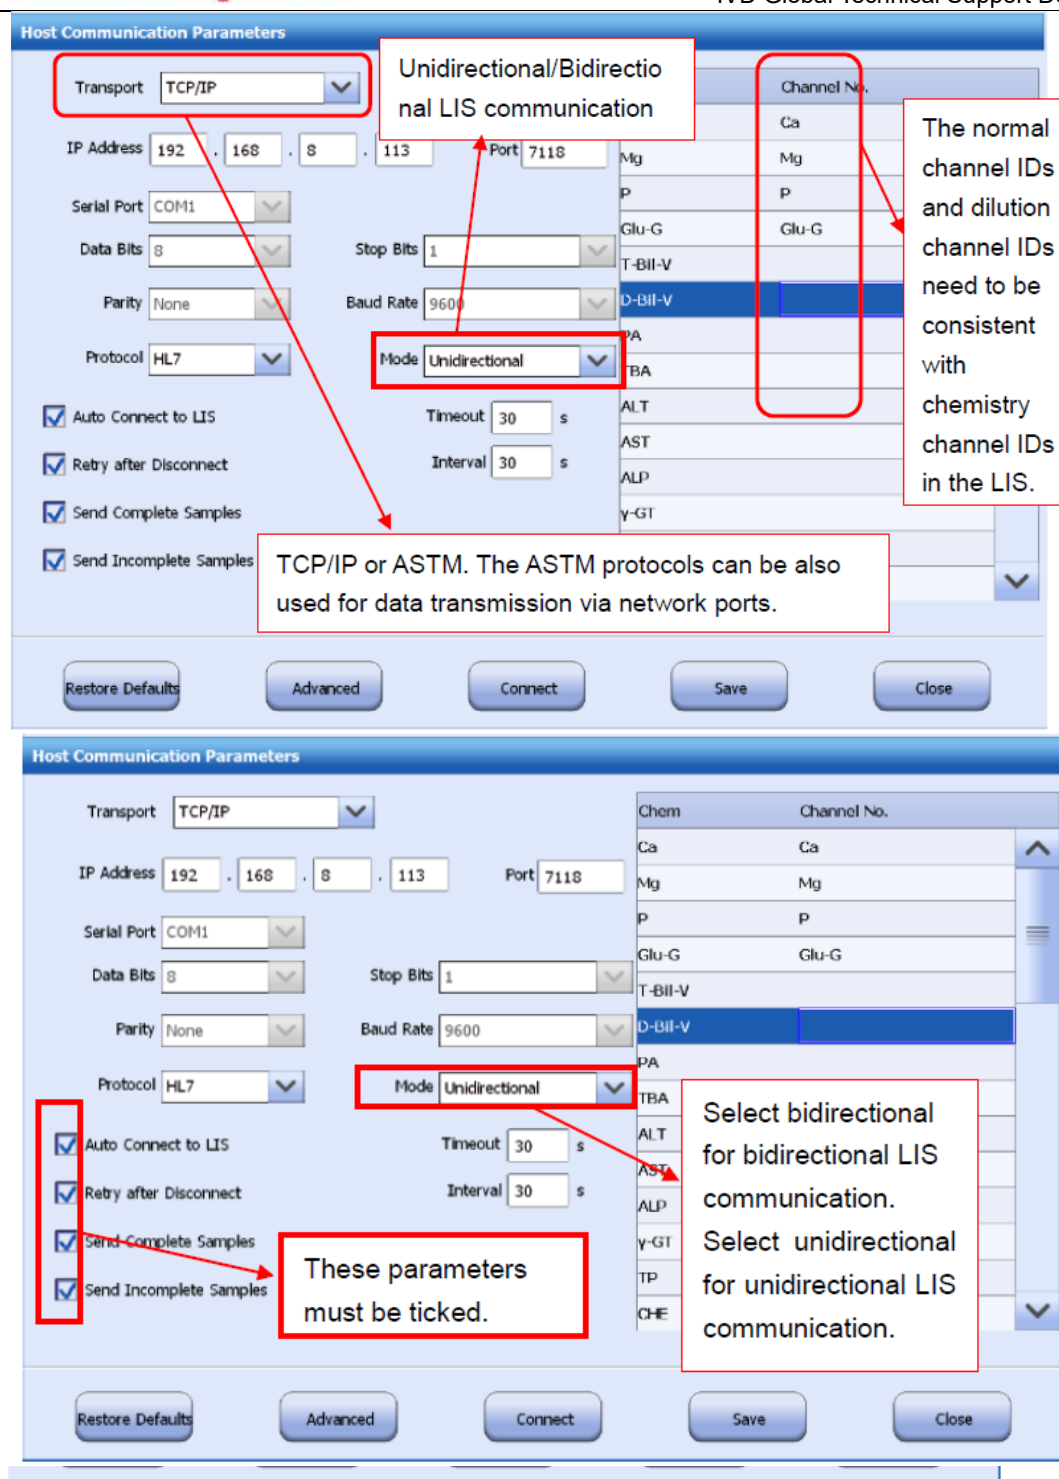 IVD Global Technical Support De
Host Communication Parameters
Transport TCP/IP
Unidirectional/Bidirectio
nal LIS communication
Channel No.
IP Address 192 . 168 . 8 . 113 Port 7118
Ca
Mg Mg
P P
Glu-G Glu-G
T-Bil-V
D-Bil-V
PA
TBA
ALT
AST
ALP
γ-GT
The normal
channel IDs
and dilution
channel IDs
need to be
consistent
with
chemistry
channel IDs
in the LIS.
Serial Port COM1
Data Bits 8 Stop Bits 1
Parity None Baud Rate 9600
Protocol HL7 Mode Unidirectional
Auto Connect to LIS Timeout 30 s
Retry after Disconnect Interval 30 s
Send Complete Samples
Send Incomplete Samples
TCP/IP or ASTM. The ASTM protocols can be also
used for data transmission via network ports.
Restore Defaults Advanced Connect Save Close
Host Communication Parameters
Transport TCP/IP
IP Address 192 . 168 . 8 . 113 Port 7118
Serial Port COM1
Data Bits 8 Stop Bits 1
Parity None Baud Rate 9600
Protocol HL7 Mode Unidirectional
Auto Connect to LIS Timeout 30 s
Retry after Disconnect Interval 30 s
Send Complete Samples
Send Incomplete Samples
These parameters
must be ticked.
Chem Channel No.
Ca Ca
Mg Mg
P P
Glu-G Glu-G
T-Bil-V
D-Bil-V
PA
TBA
ALT
AST
ALP
γ-GT
TP
CHE
Select bidirectional
for bidirectional LIS
communication.
Select unidirectional
for unidirectional LIS
communication.
Restore Defaults Advanced Connect Save Close